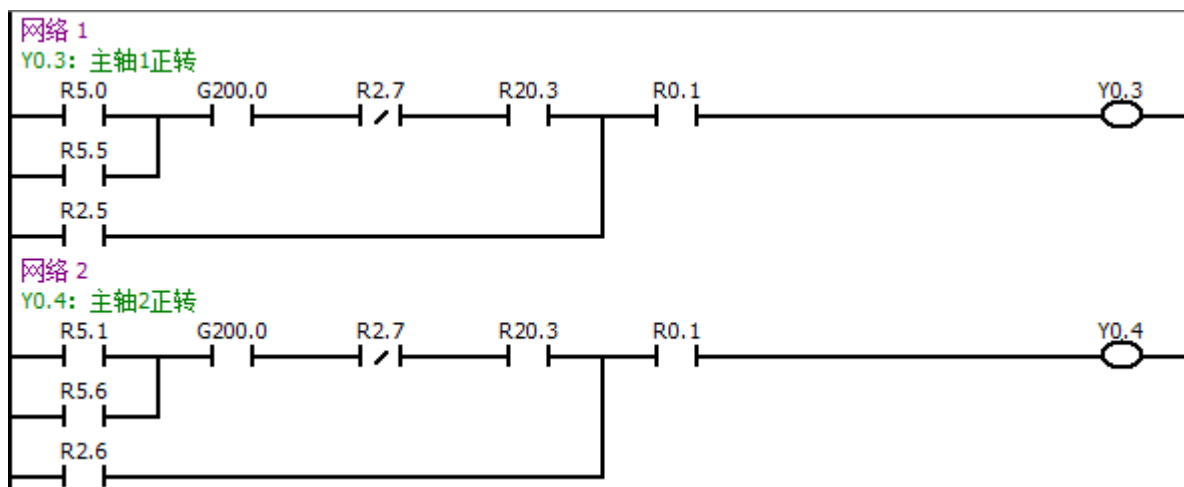 网络 1
Y0.3: 主轴1正转
R5.0 G200.0 R2.7 R20.3 R0.1 Y0.3
R5.5
R2.5
网络 2
Y0.4: 主轴2正转
R5.1 G200.0 R2.7 R20.3 R0.1 Y0.4
R5.6
R2.6